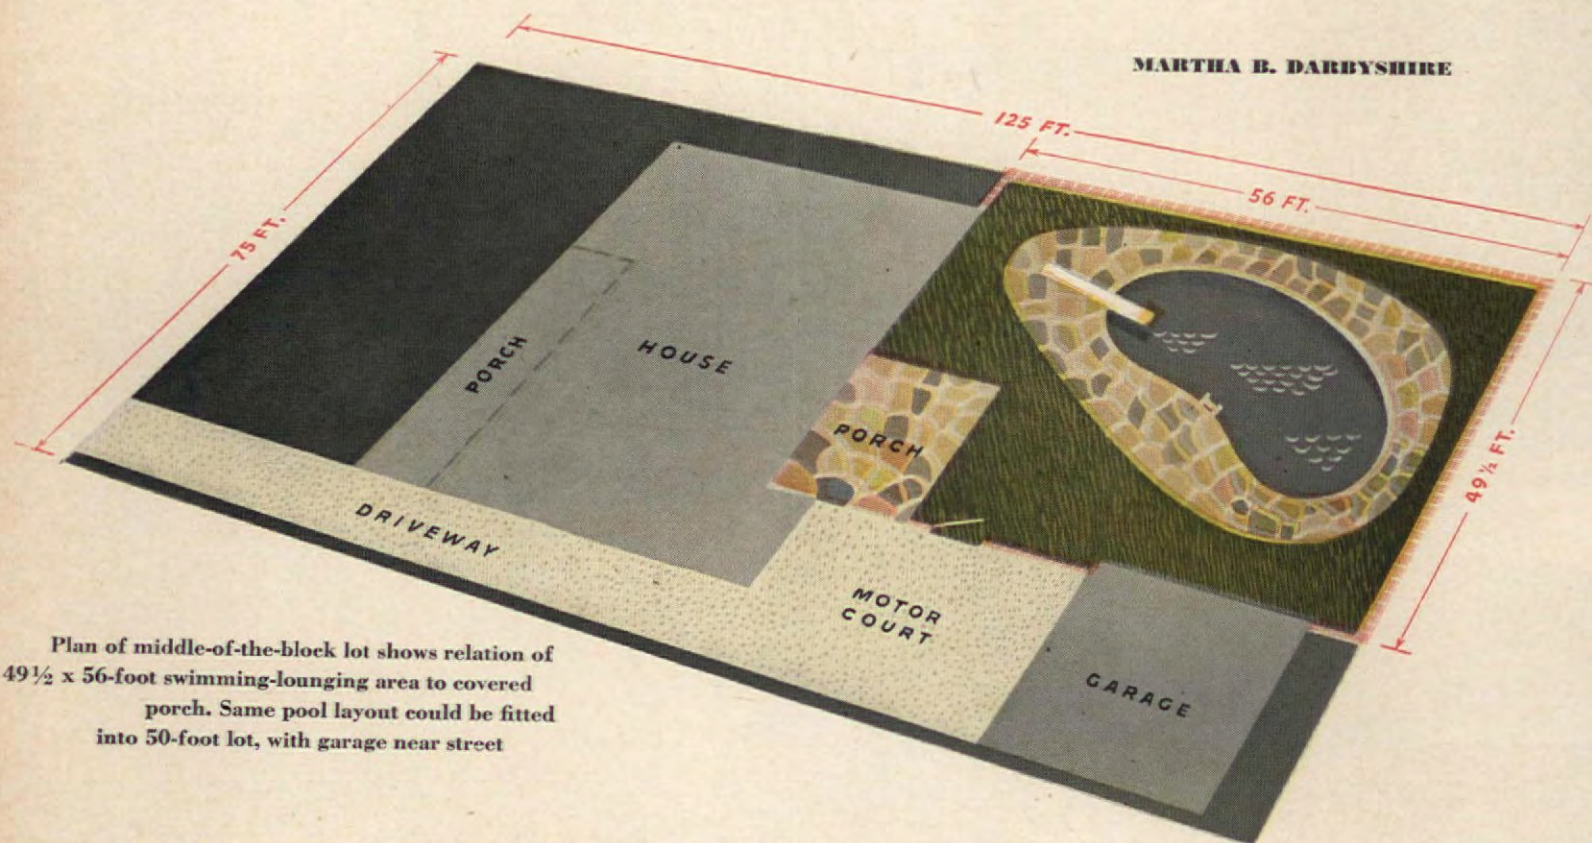 MARTHA B. DARBYSHIRE
125 FT.
56 FT.
75 FT.
HOUSE
PORCH
PORCH
49½ FT.
DRIVEWAY
MOTOR
COURT
GARAGE
Plan of middle-of-the-block lot shows relation of
49½ x 56-foot swimming-lounging area to covered
porch. Same pool layout could be fitted
into 50-foot lot, with garage near street